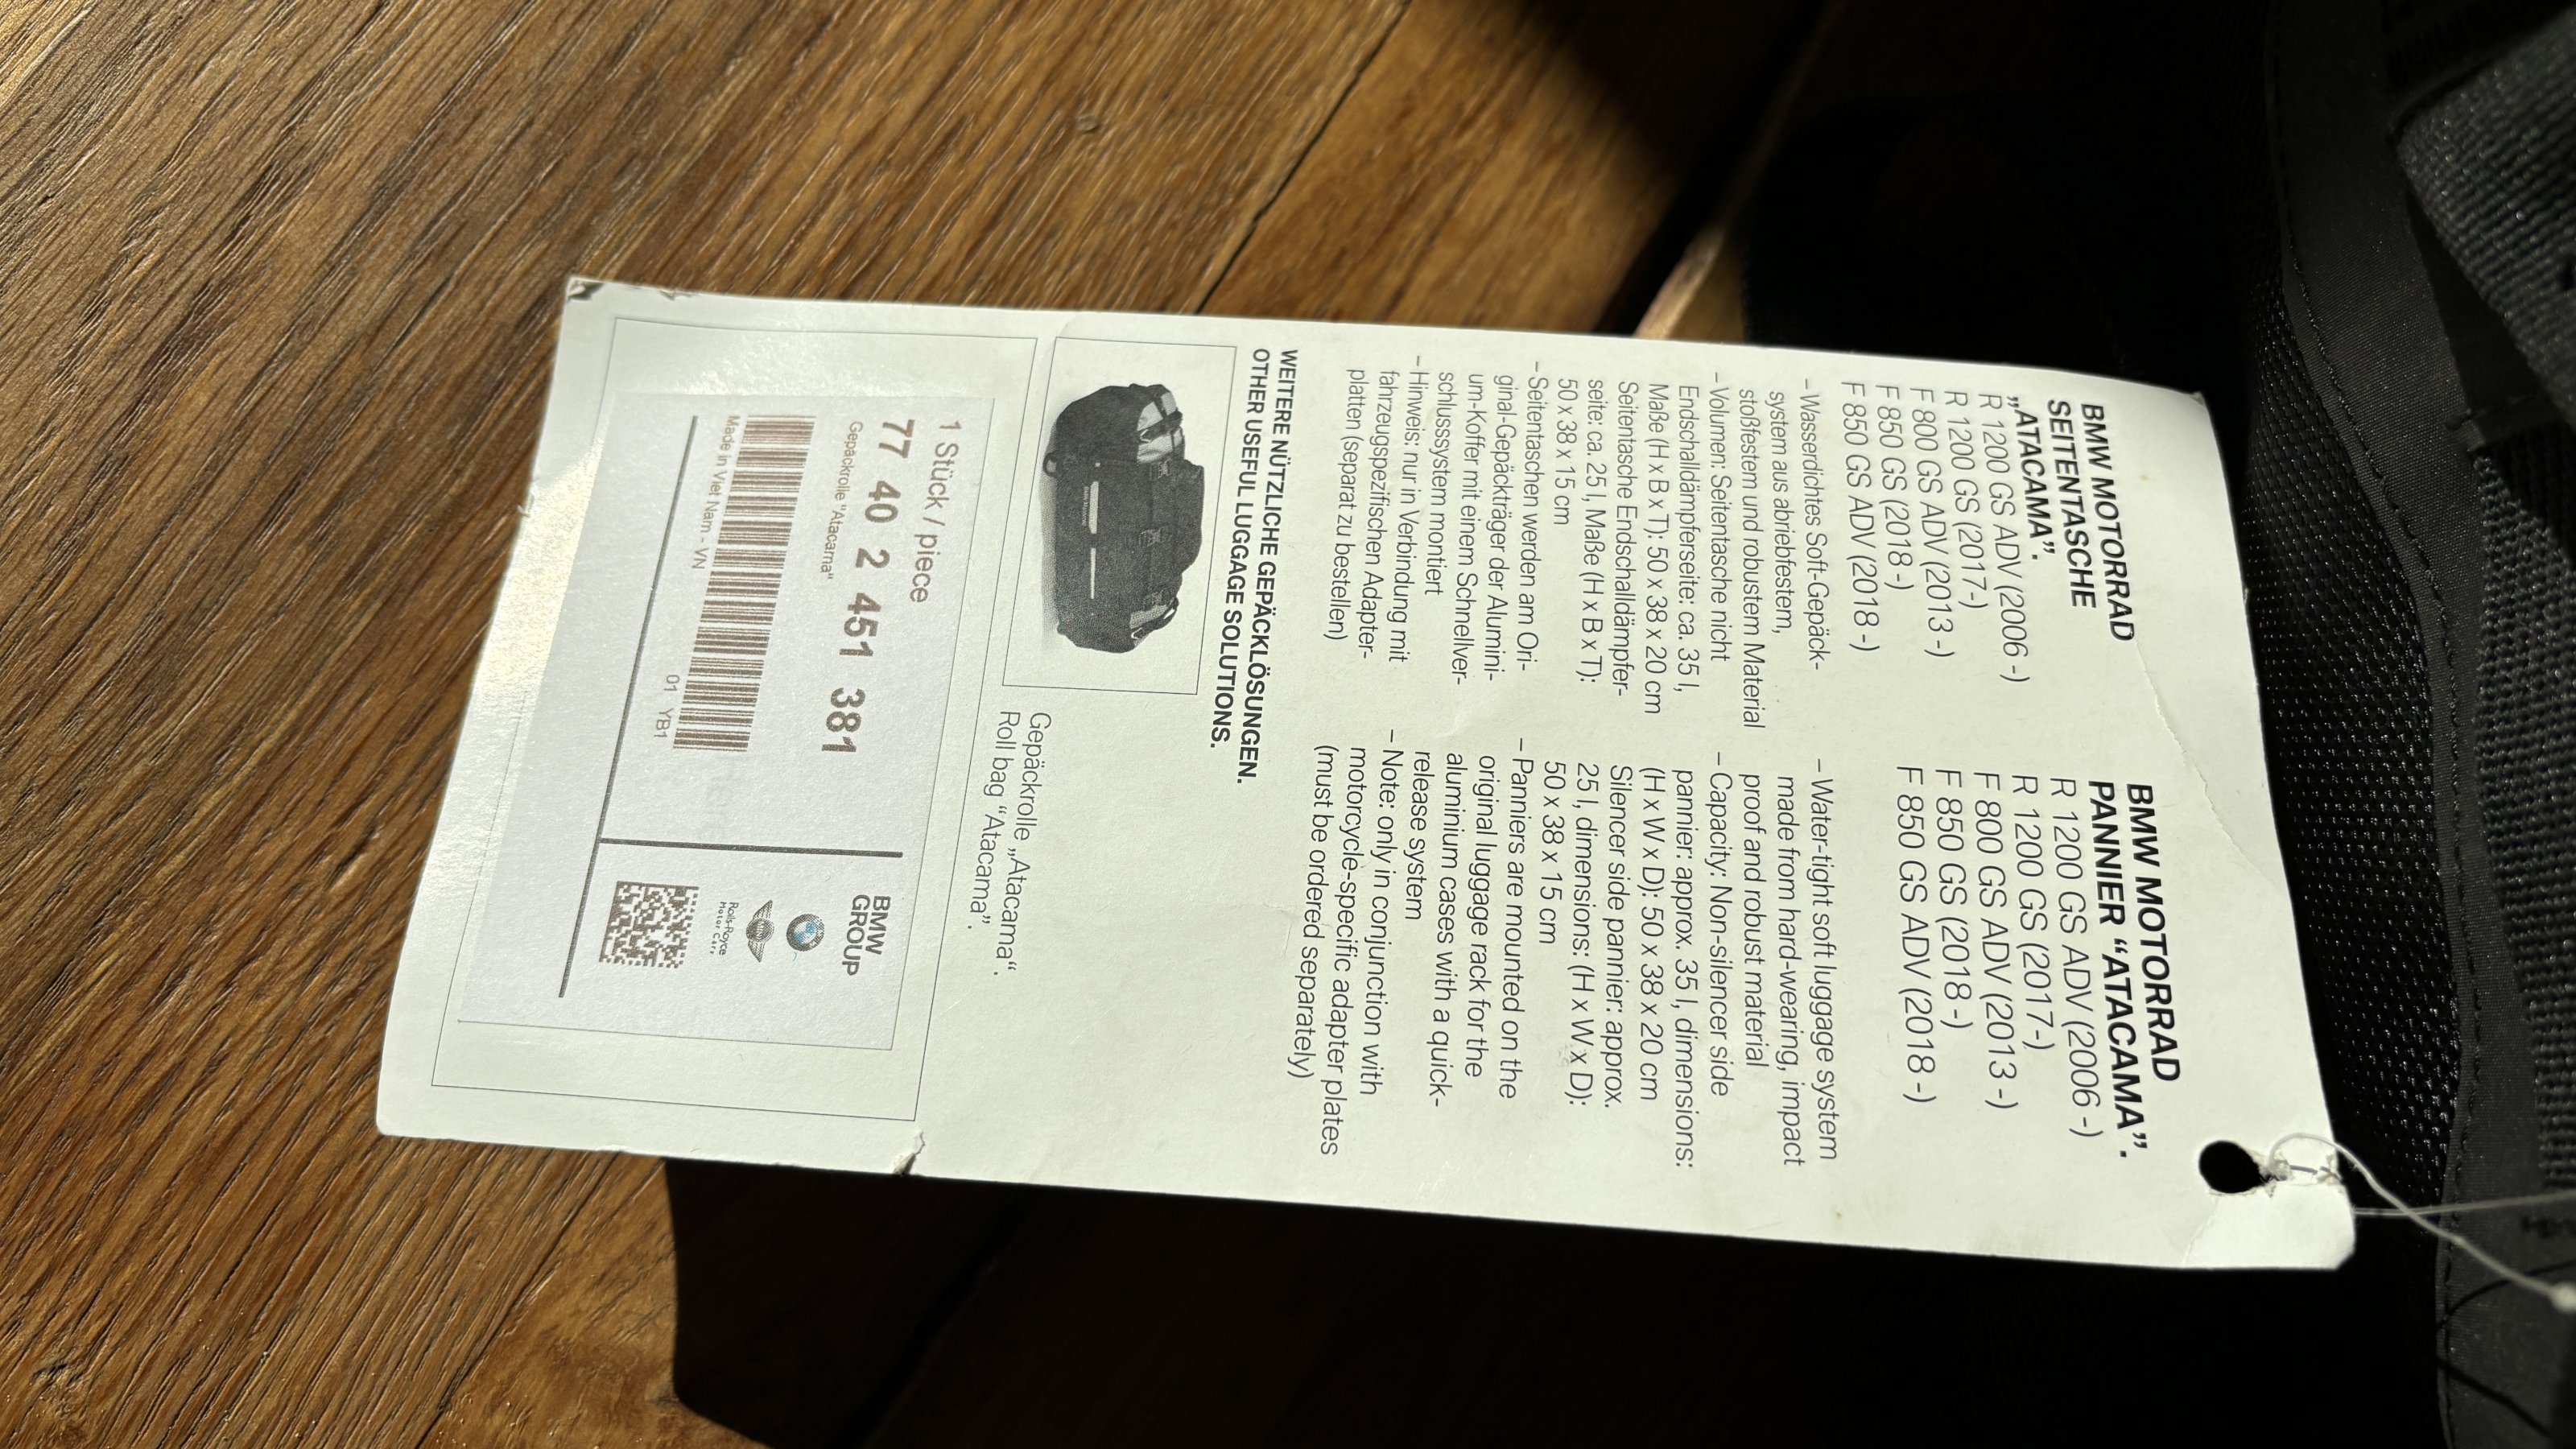 BMW MOTORRAD
SEITENTASCHE
„ATACAMA”.
R 1200 GS ADV (2006 -)
R 1200 GS (2017-)
F 800 GS ADV (2013 -)
F 850 GS (2018 -)
F 850 GS ADV (2018 -)
– Wasserdichtes Soft-Gepäck-
system aus abriebfestem,
stoßfestem und robustem Material
– Volumen: Seitentasche nicht
Endschalldämpferseite: ca. 35 l,
Maße (H x B x T): 50 x 38 x 20 cm
Seitentasche Endschalldämpfer-
seite: ca. 25 l, Maße (H x B x T):
50 x 38 x 15 cm
– Seitentaschen werden am Ori-
ginal-Gepäckträger der Alumini-
um-Koffer mit einem Schnellver-
schlusssystem montiert
– Hinweis: nur in Verbindung mit
fahrzeugspezifischen Adapter-
platten (separat zu bestellen)
BMW MOTORRAD
PANNIER “ATACAMA”.
R 1200 GS ADV (2006 -)
R 1200 GS (2017-)
F 800 GS ADV (2013 -)
F 850 GS (2018 -)
F 850 GS ADV (2018 -)
– Water-tight soft luggage system
made from hard-wearing, impact
proof and robust material
– Capacity: Non-silencer side
pannier: approx. 35 l, dimensions:
(H x W x D): 50 x 38 x 20 cm
Silencer side pannier: approx.
25 l, dimensions: (H x W x D):
50 x 38 x 15 cm
– Panniers are mounted on the
original luggage rack for the
aluminium cases with a quick-
release system
– Note: only in conjunction with
motorcycle-specific adapter plates
(must be ordered separately)
WEITERE NÜTZLICHE GEPÄCKLÖSUNGEN.
OTHER USEFUL LUGGAGE SOLUTIONS.
Gepäckrolle „Atacama“.
Roll bag “Atacama”.
1 Stück / piece
77 40 2 451 381
Gepäckrolle "Atacama"
Made in Viet Nam - VN
01 YB1
BMW
GROUP
Rolls-Royce
Motor Cars